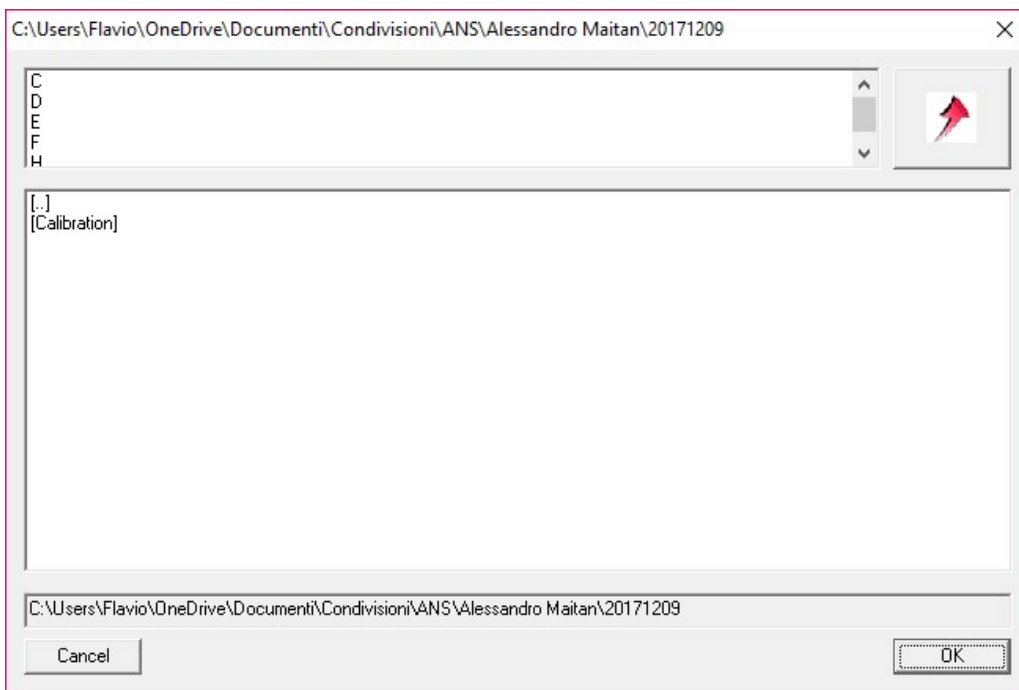 C:\Users\Flavio\OneDrive\Documenti\Condivisioni\ANS\Alessandro Maitan\20171209
C
D
E
F
H
[..]
[Calibration]
C:\Users\Flavio\OneDrive\Documenti\Condivisioni\ANS\Alessandro Maitan\20171209
Cancel
OK